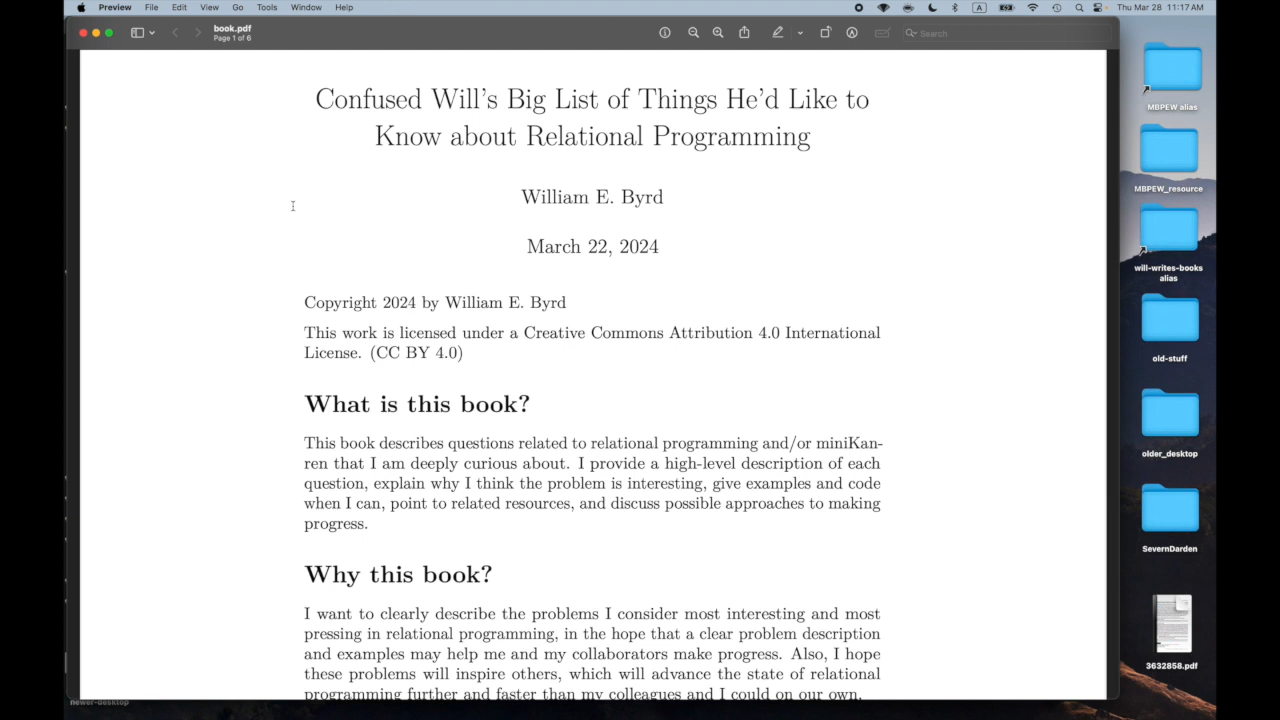 Preview File Edit View Go Tools Window Help
A
Thu Mar 28 11:17 AM
book.pdf
Page 1 of 6
Search
Confused Will's Big List of Things He'd Like to
Know about Relational Programming
William E. Byrd
March 22, 2024
Copyright 2024 by William E. Byrd
This work is licensed under a Creative Commons Attribution 4.0 International
License. (CC BY 4.0)
What is this book?
This book describes questions related to relational programming and/or miniKan-
ren that I am deeply curious about. I provide a high-level description of each
question, explain why I think the problem is interesting, give examples and code
when I can, point to related resources, and discuss possible approaches to making
progress.
Why this book?
I want to clearly describe the problems I consider most interesting and most
pressing in relational programming, in the hope that a clear problem description
and examples may help me and my collaborators make progress. Also, I hope
these problems will inspire others, which will advance the state of relational
programming further and faster than my colleagues and I could on our own.
MBPEW alias
MBPEW_resource
will-writes-books
alias
old-stuff
older_desktop
SevernDarden
3632858.pdf
newer-desktop